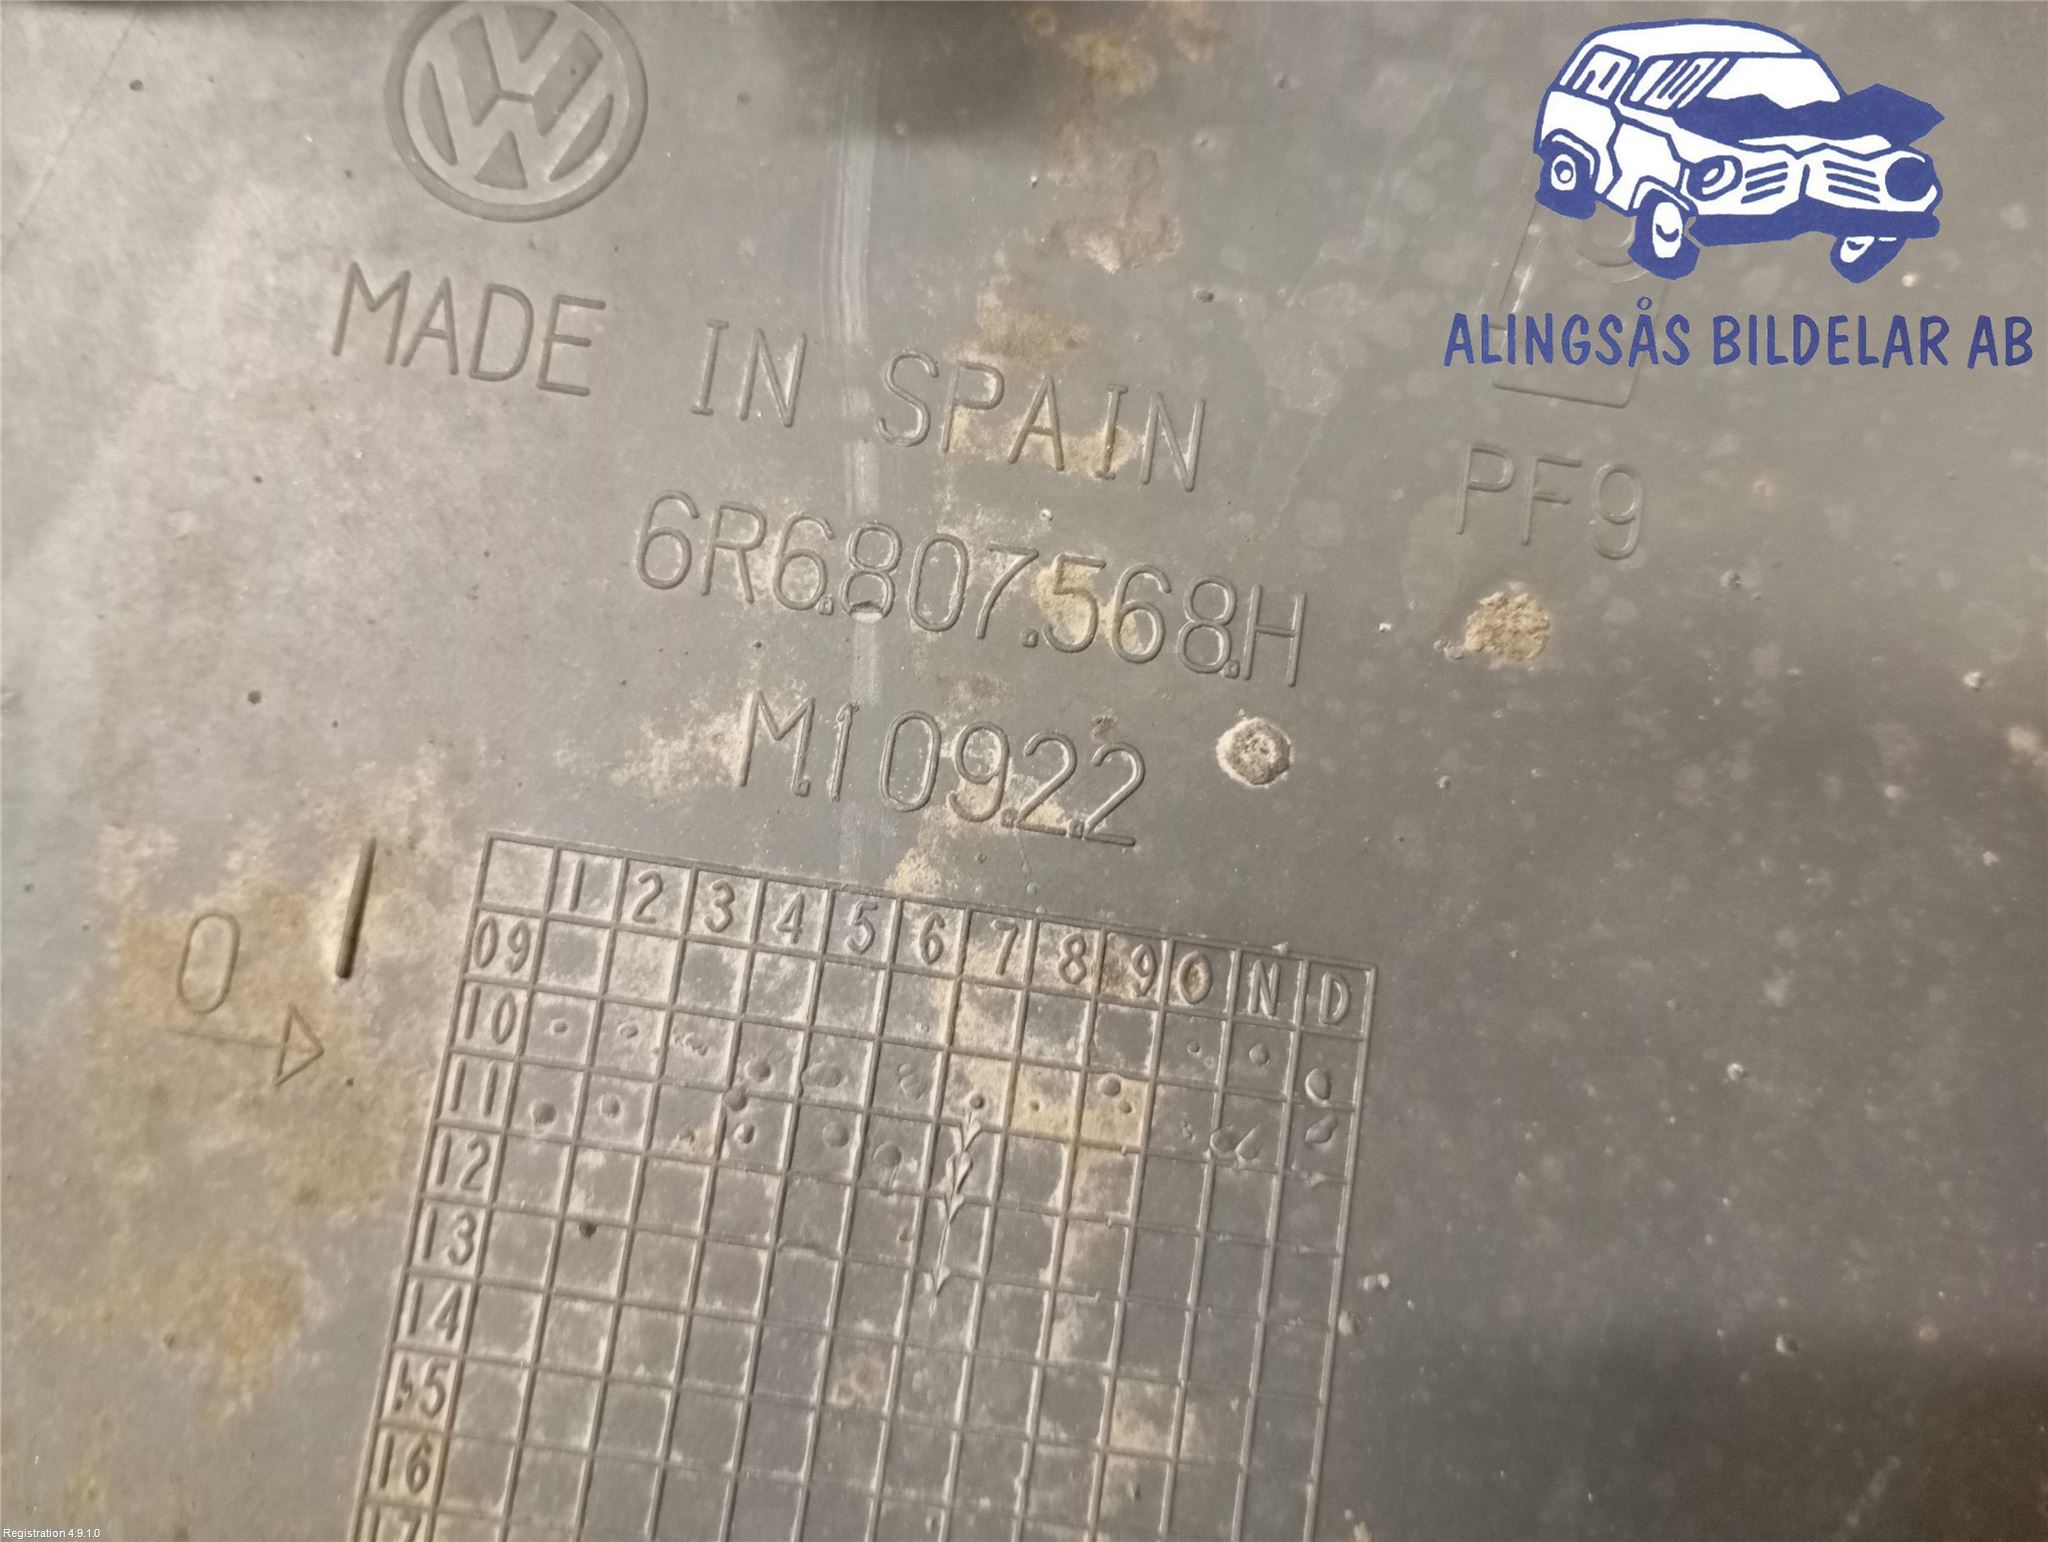 ALINGSÅS BILDELAR AB
MADE IN SPAIN
PF9
6R6.807.568.H
M.10.9.2.2
0
1 2 3 4 5 6 7 8 9 O N D
09
10
11
12
13
14
15
16
17
Registration 4.9.1.0